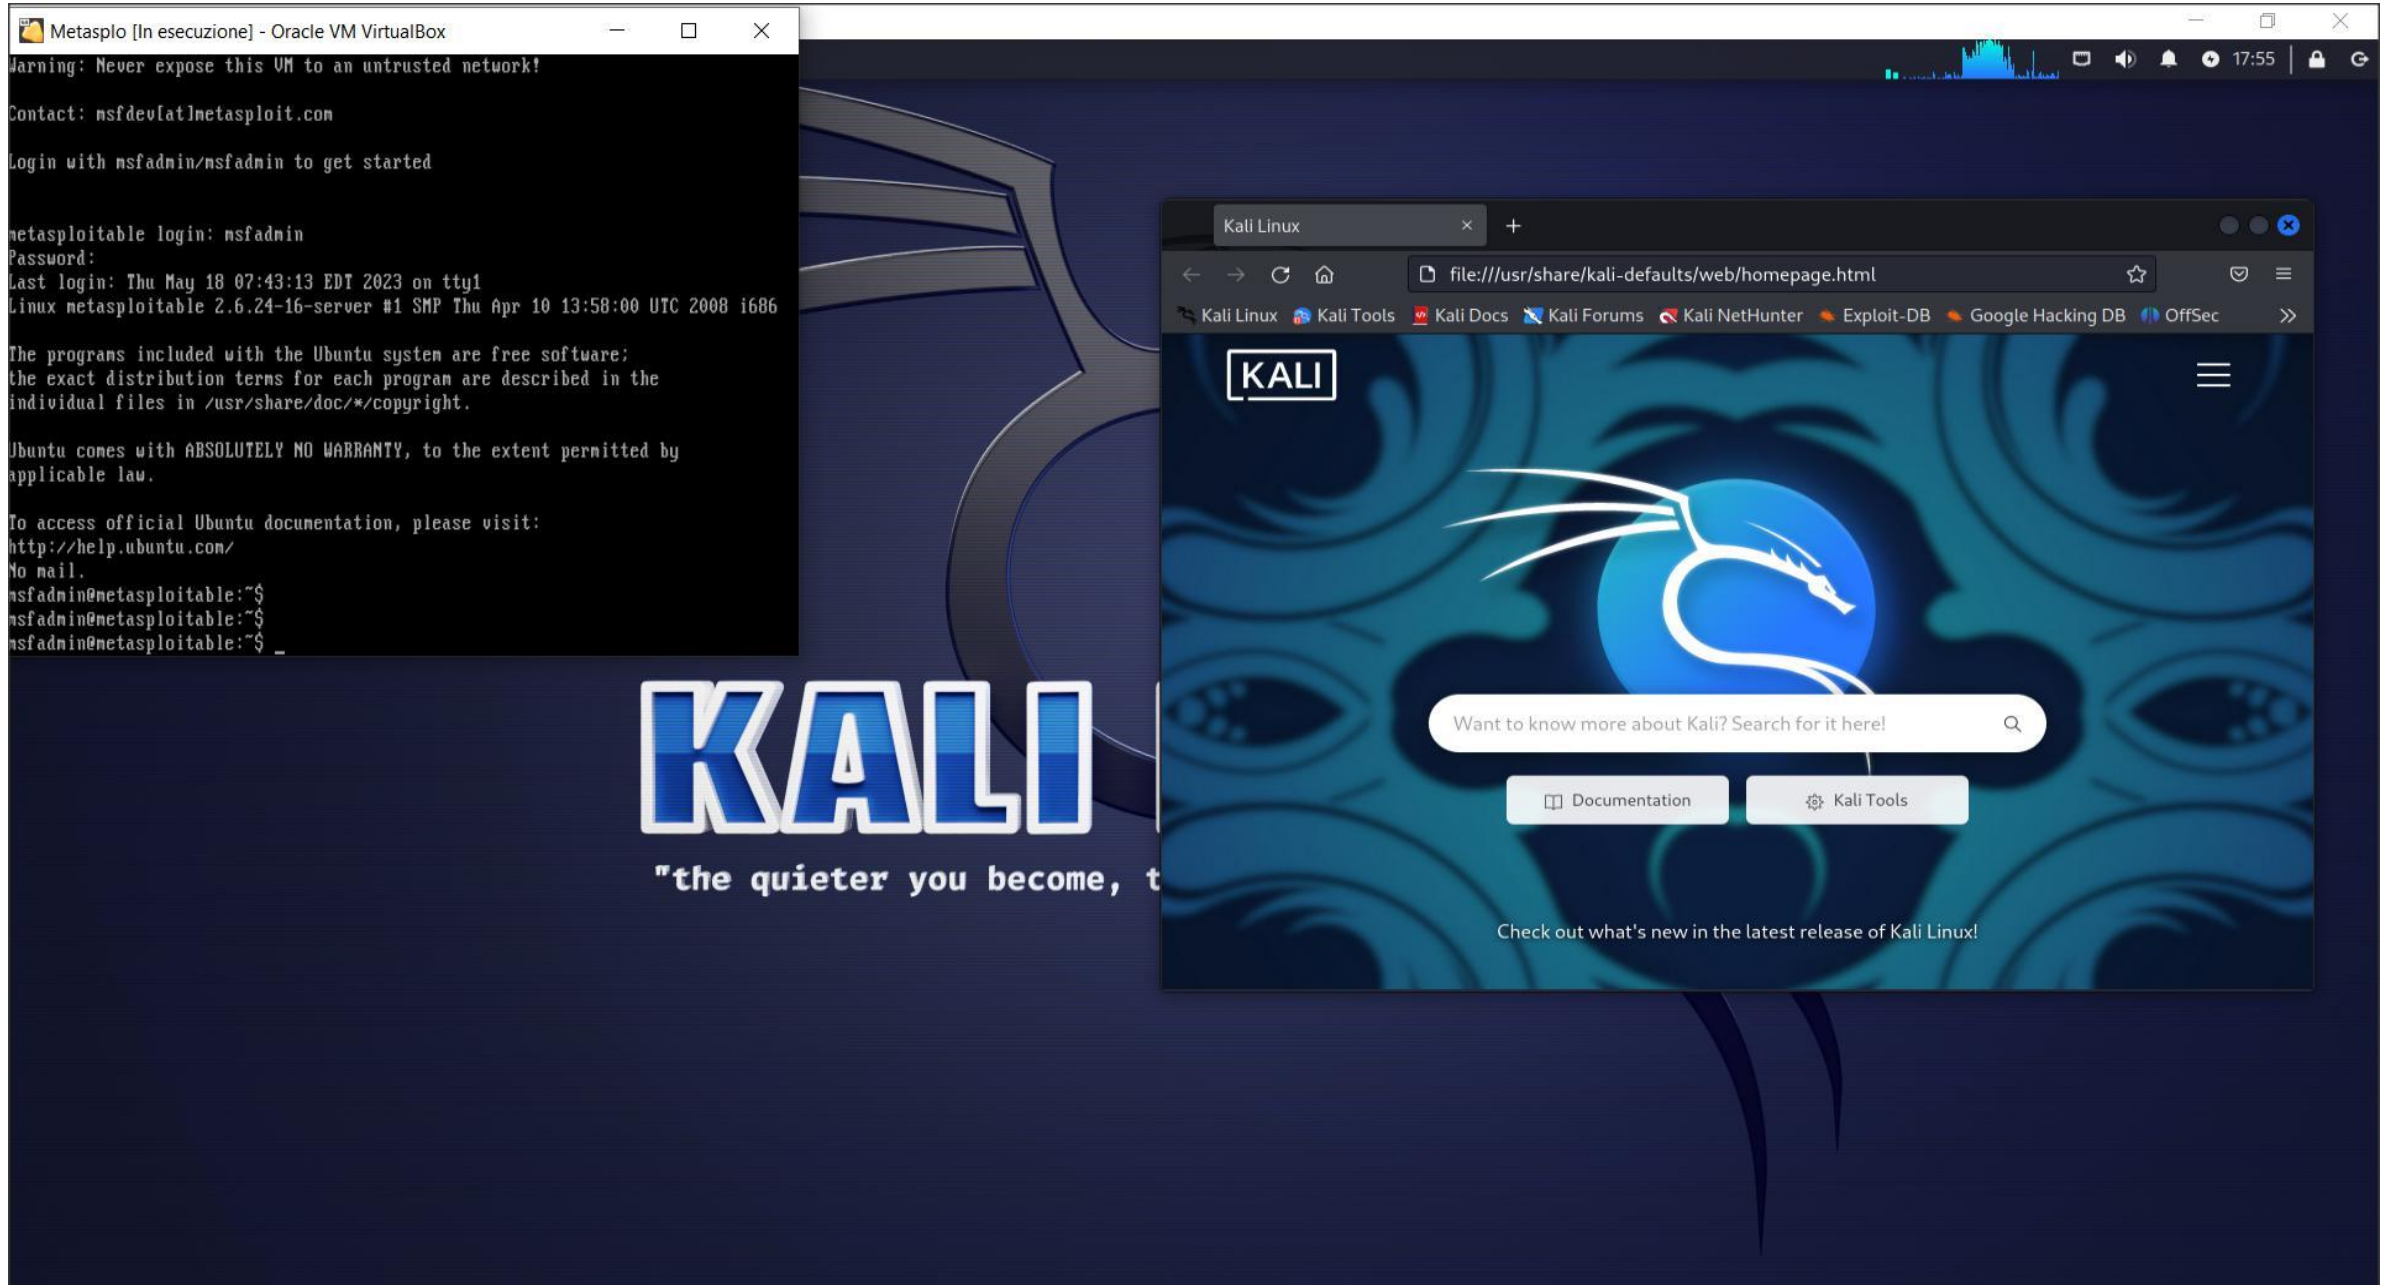 Metasplo [In esecuzione] - Oracle VM VirtualBox
Warning: Never expose this VM to an untrusted network!
Contact: msfdev[at]metasploit.com
Login with msfadmin/msfadmin to get started
metasploitable login: msfadmin
Password:
Last login: Thu May 18 07:43:13 EDT 2023 on tty1
Linux metasploitable 2.6.24-16-server #1 SMP Thu Apr 10 13:58:00 UTC 2008 i686
The programs included with the Ubuntu system are free software;
the exact distribution terms for each program are described in the
individual files in /usr/share/doc/*/copyright.
Ubuntu comes with ABSOLUTELY NO WARRANTY, to the extent permitted by
applicable law.
To access official Ubuntu documentation, please visit:
http://help.ubuntu.com/
No mail.
msfadmin@metasploitable:~$
msfadmin@metasploitable:~$
msfadmin@metasploitable:~$ _
17:55
Kali Linux
file:///usr/share/kali-defaults/web/homepage.html
Kali Linux Kali Tools Kali Docs Kali Forums Kali NetHunter Exploit-DB Google Hacking DB OffSec
KALI
Want to know more about Kali? Search for it here!
Documentation Kali Tools
Check out what's new in the latest release of Kali Linux!
KALI
"the quieter you become, t